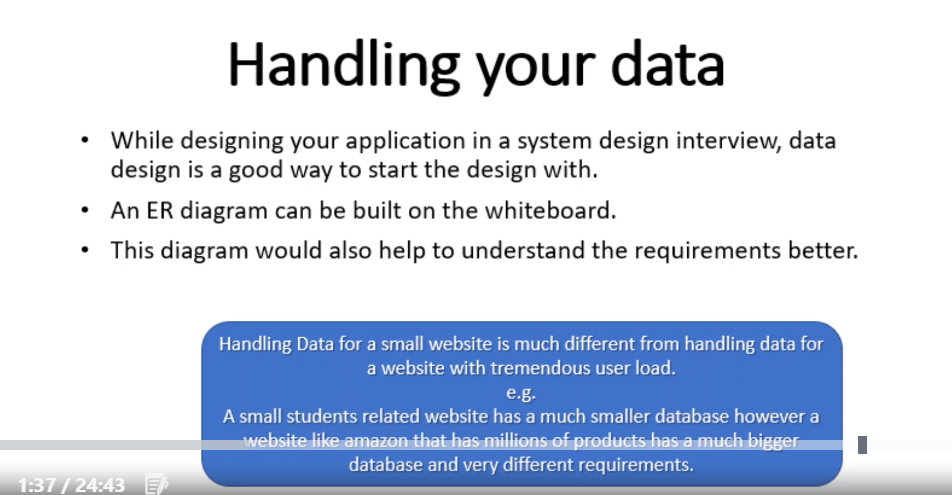 Handling your data
• While designing your application in a system design interview, data
design is a good way to start the design with.
• An ER diagram can be built on the whiteboard.
• This diagram would also help to understand the requirements better.
Handling Data for a small website is much different from handling data for
a website with tremendous user load.
e.g.
A small students related website has a much smaller database however a
website like amazon that has millions of products has a much bigger
database and very different requirements.
1:37 / 24:43